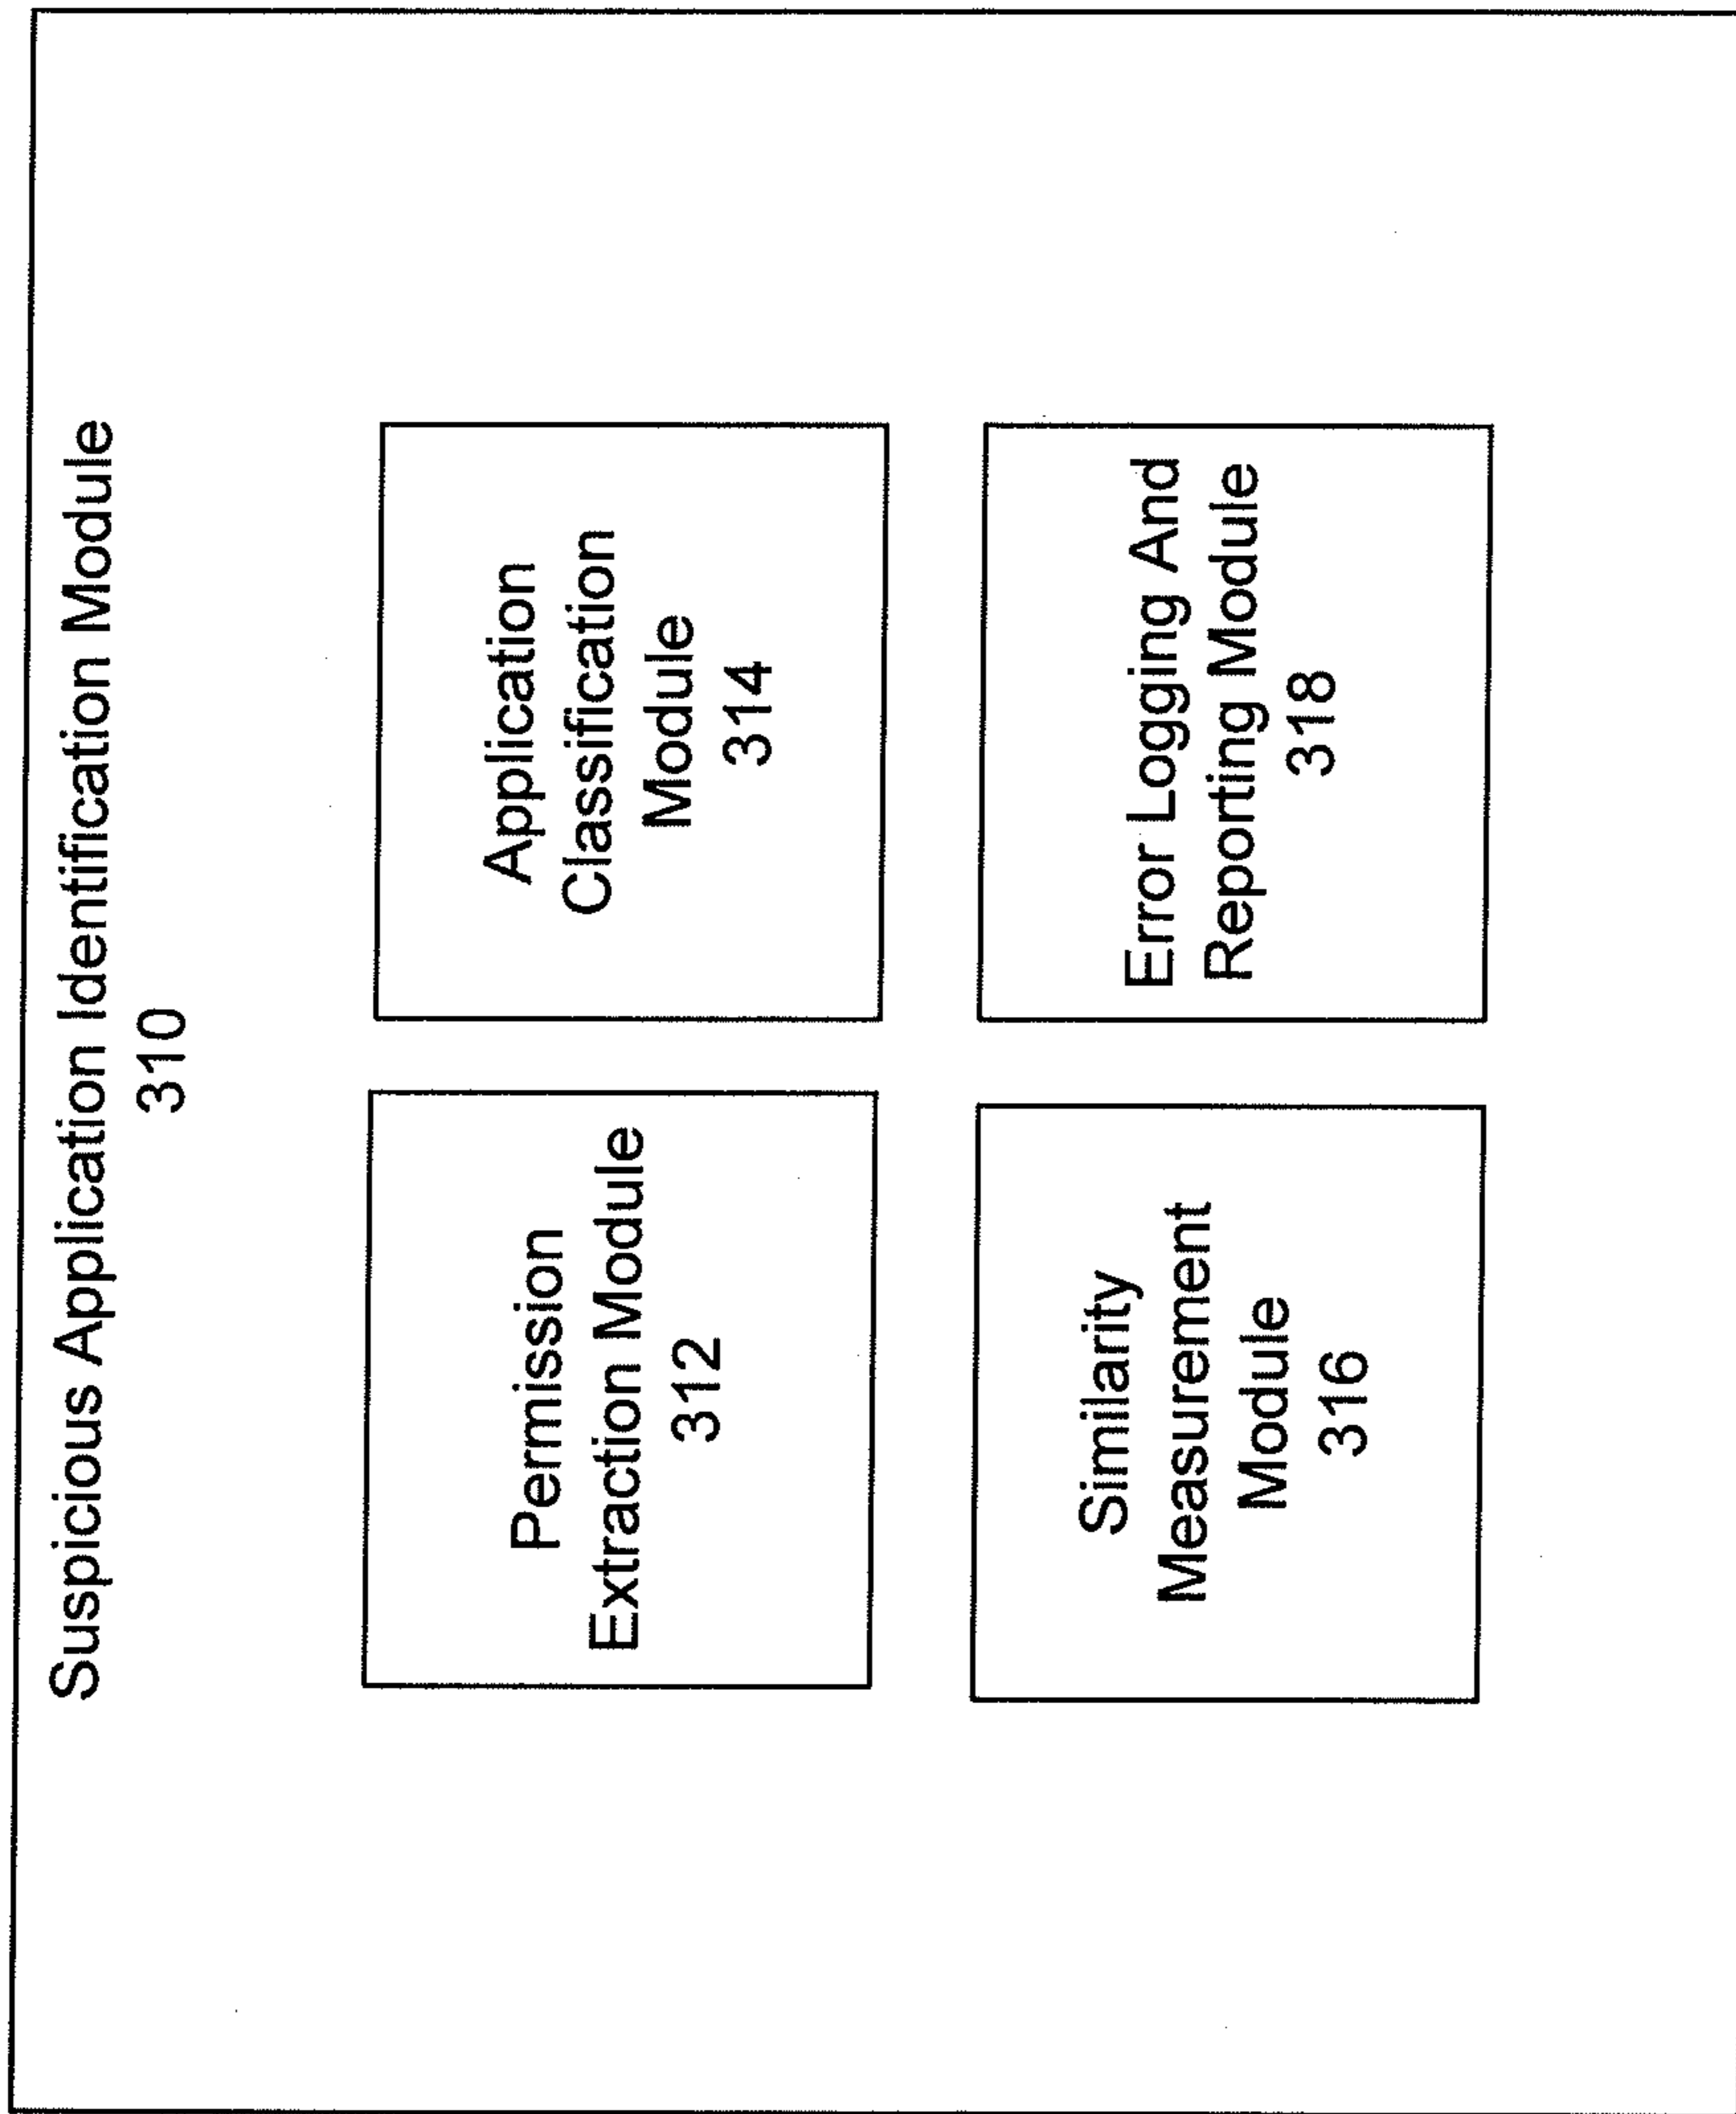 Suspicious Application Identification Module
310
Permission
Extraction Module
312
Application
Classification
Module
314
Similarity
Measurement
Module
316
Error Logging And
Reporting Module
318